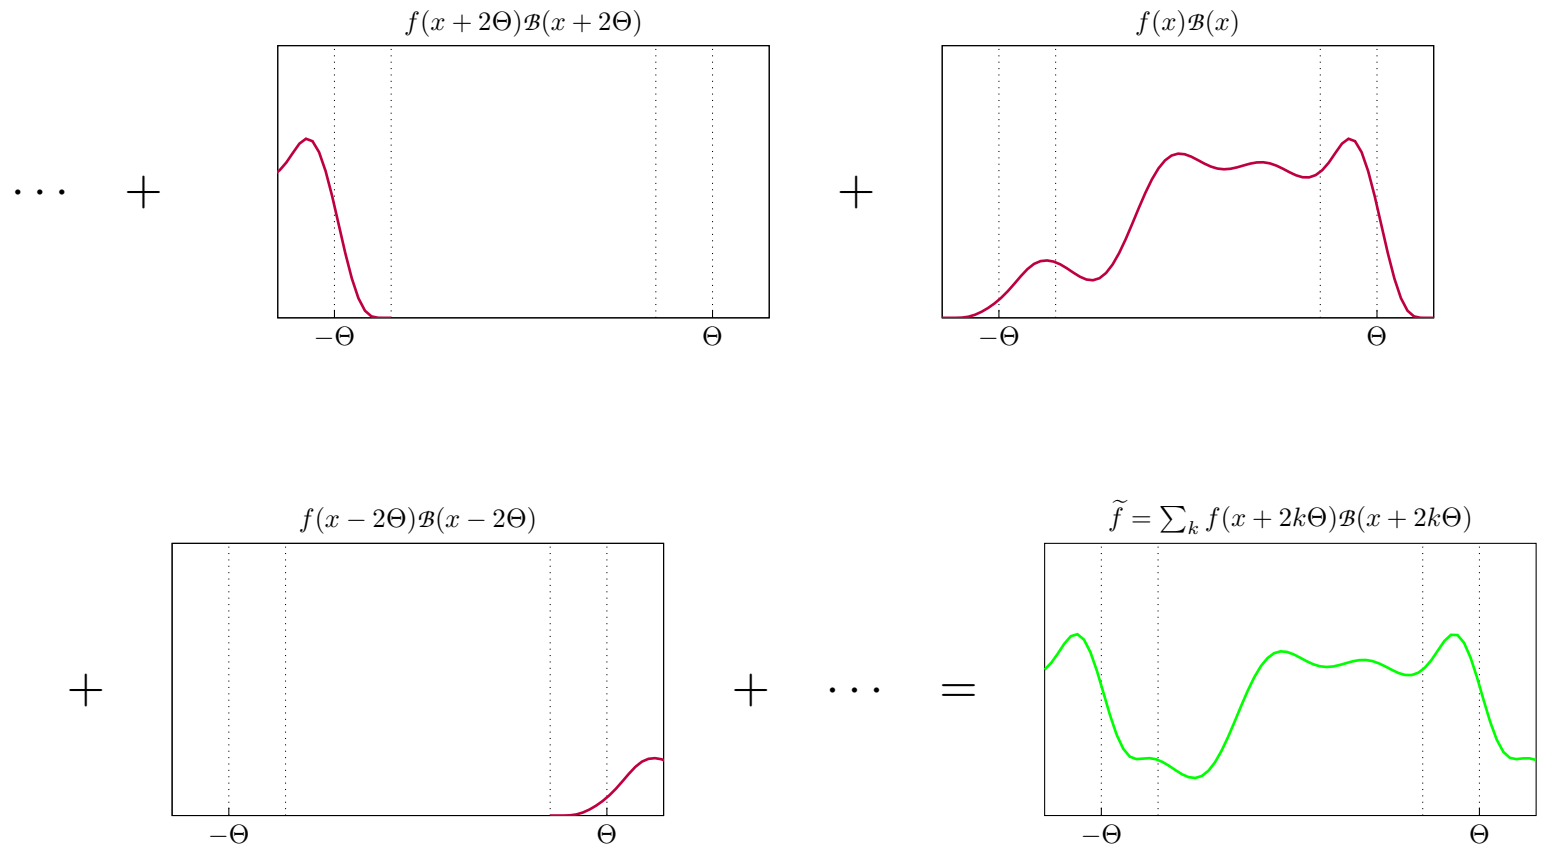 f(x + 2Θ)ℬ(x + 2Θ)
f(x)ℬ(x)
⋯ +
+
−Θ Θ
−Θ Θ
f(x − 2Θ)ℬ(x − 2Θ)
f̃ = ∑ₖ f(x + 2kΘ)ℬ(x + 2kΘ)
+
+ ⋯ =
−Θ Θ
−Θ Θ